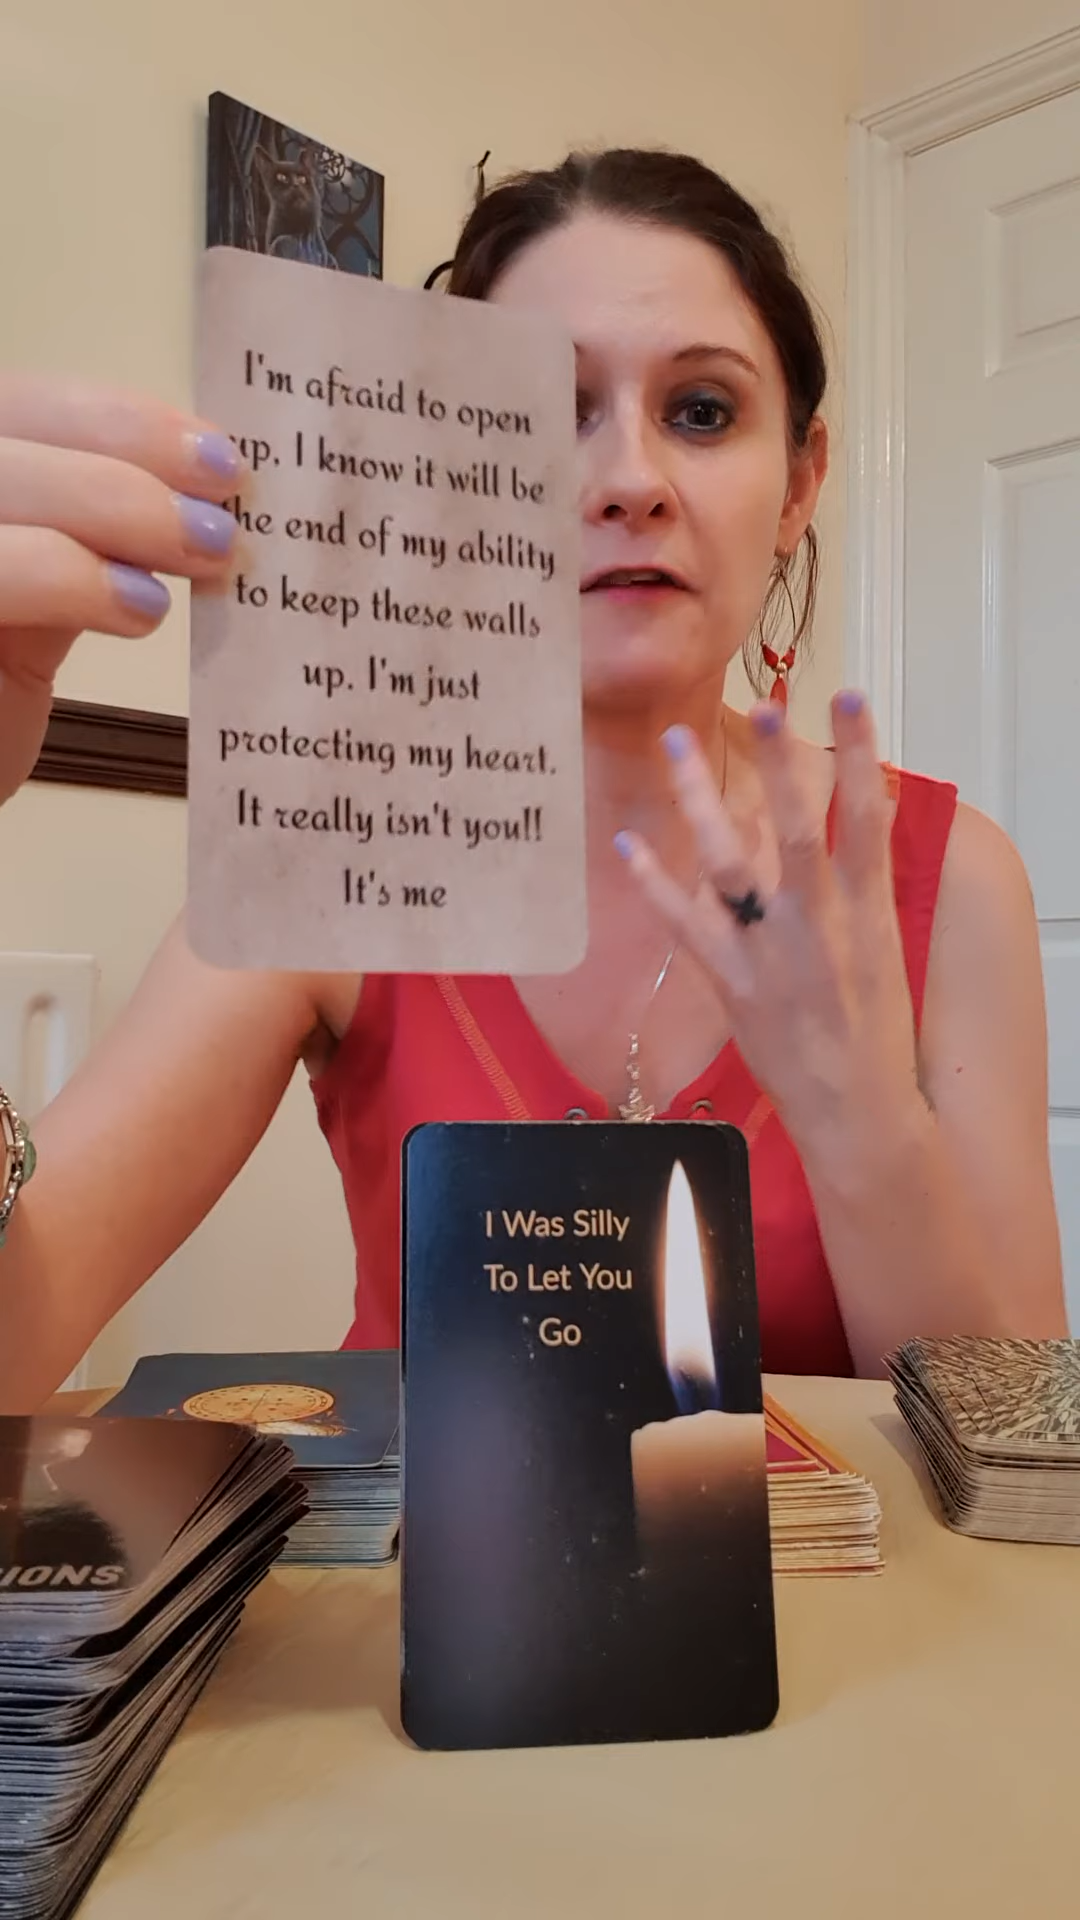 I'm afraid to open
up. I know it will be
the end of my ability
to keep these walls
up. I'm just
protecting my heart.
It really isn't you!!
It's me
I Was Silly
To Let You
Go
IONS